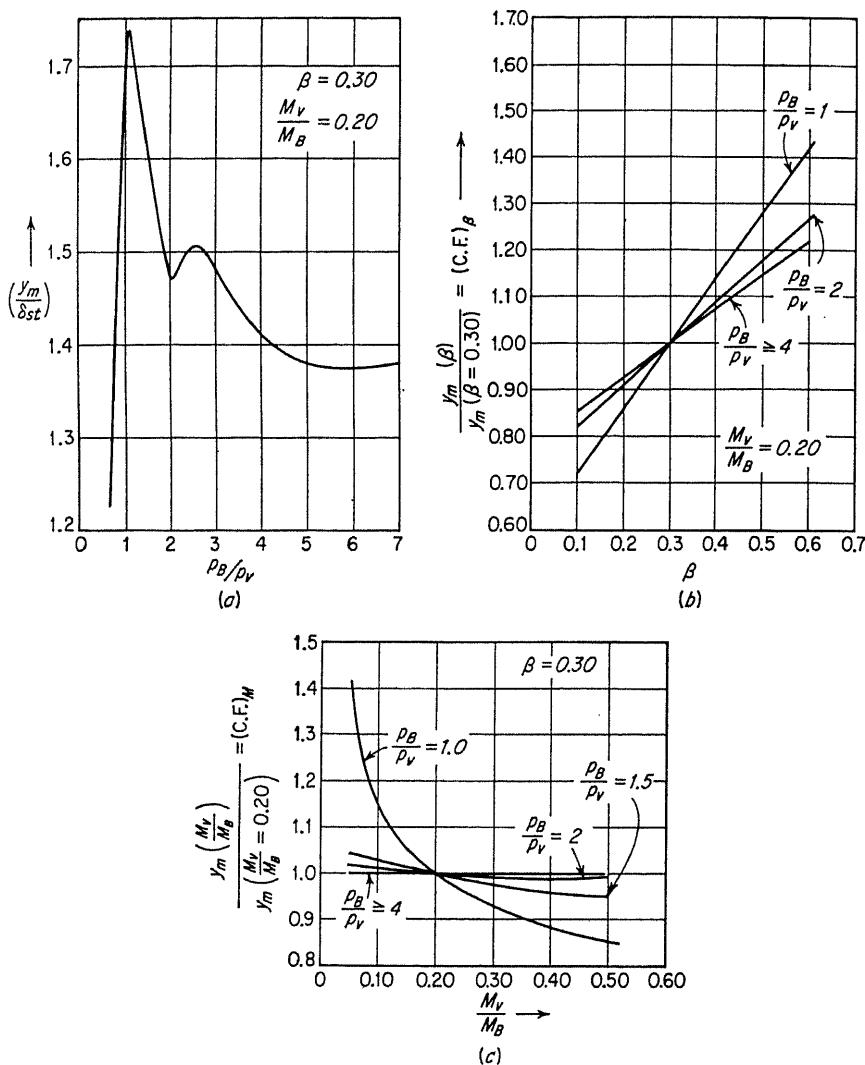 1.7
1.6
1.5
1.4
1.3
1.2
(y_m/δ_st)
β = 0.30
M_v/M_B = 0.20
0 1 2 3 4 5 6 7
p_B/p_v
(a)
1.70
1.60
1.50
1.40
1.30
1.20
1.10
1.00
0.90
0.80
0.70
0.60
y_m (β)/y_m (β = 0.30) = (C.F.)_β
p_B/p_v = 1
p_B/p_v = 2
p_B/p_v ≥ 4
M_v/M_B = 0.20
0 0.1 0.2 0.3 0.4 0.5 0.6 0.7
β
(b)
1.5
1.4
1.3
1.2
1.1
1.0
0.9
0.8
y_m (M_v/M_B)/y_m (M_v/M_B = 0.20) = (C.F.)_M
β = 0.30
p_B/p_v = 1.0
p_B/p_v = 1.5
p_B/p_v = 2
p_B/p_v ≥ 4
0 0.10 0.20 0.30 0.40 0.50 0.60
M_v/M_B
(c)